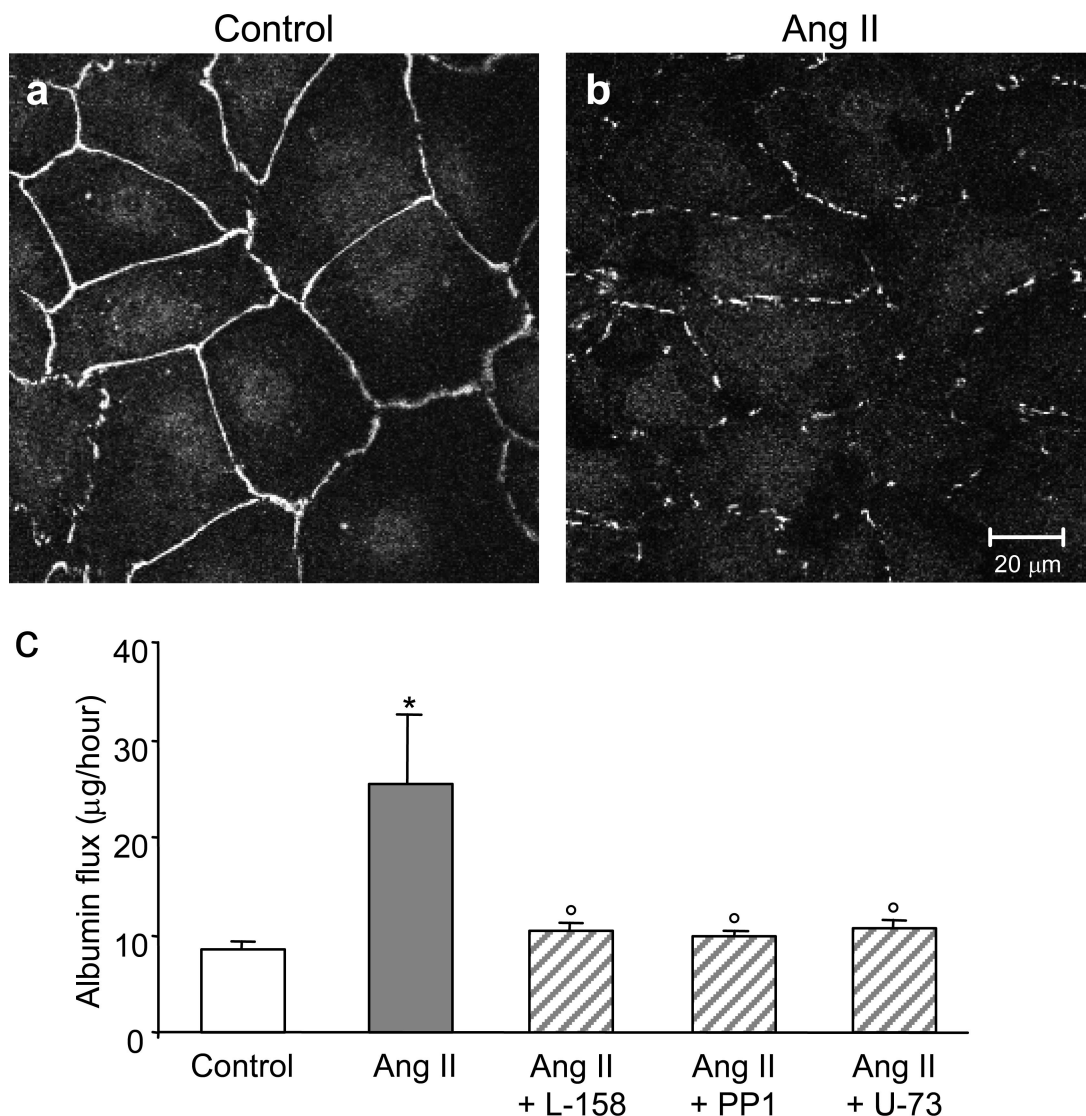 Control
Ang II
a
b
20 μm
c
Albumin flux (μg/hour)
40
30
20
10
0
*
°
°
°
Control
Ang II
Ang II
+ L-158
Ang II
+ PP1
Ang II
+ U-73